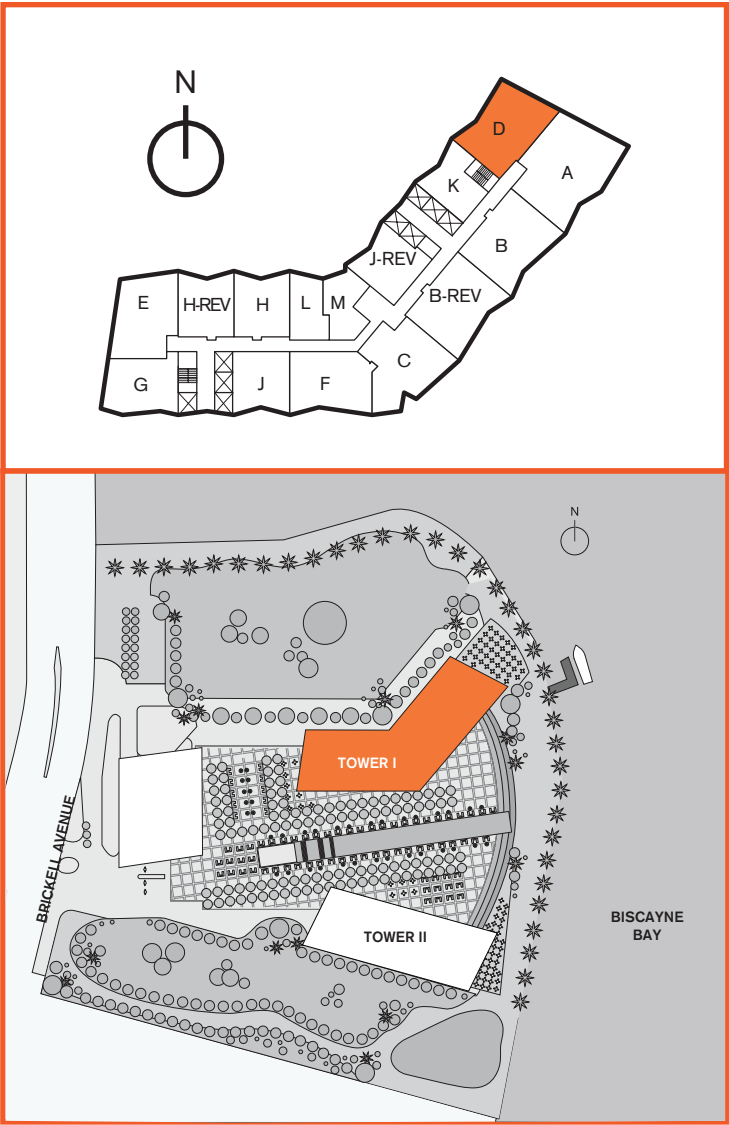 N
D
A
K
B
J-REV
B-REV
E
H-REV
H
L
M
C
G
J
F
N
TOWER I
BRICKELL AVENUE
TOWER II
BISCAYNE
BAY